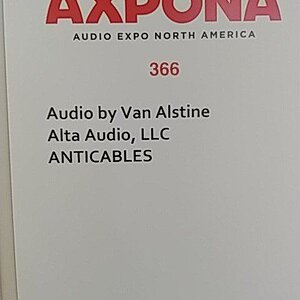 AXPONA
AUDIO EXPO NORTH AMERICA
366
Audio by Van Alstine
Alta Audio, LLC
ANTICABLES